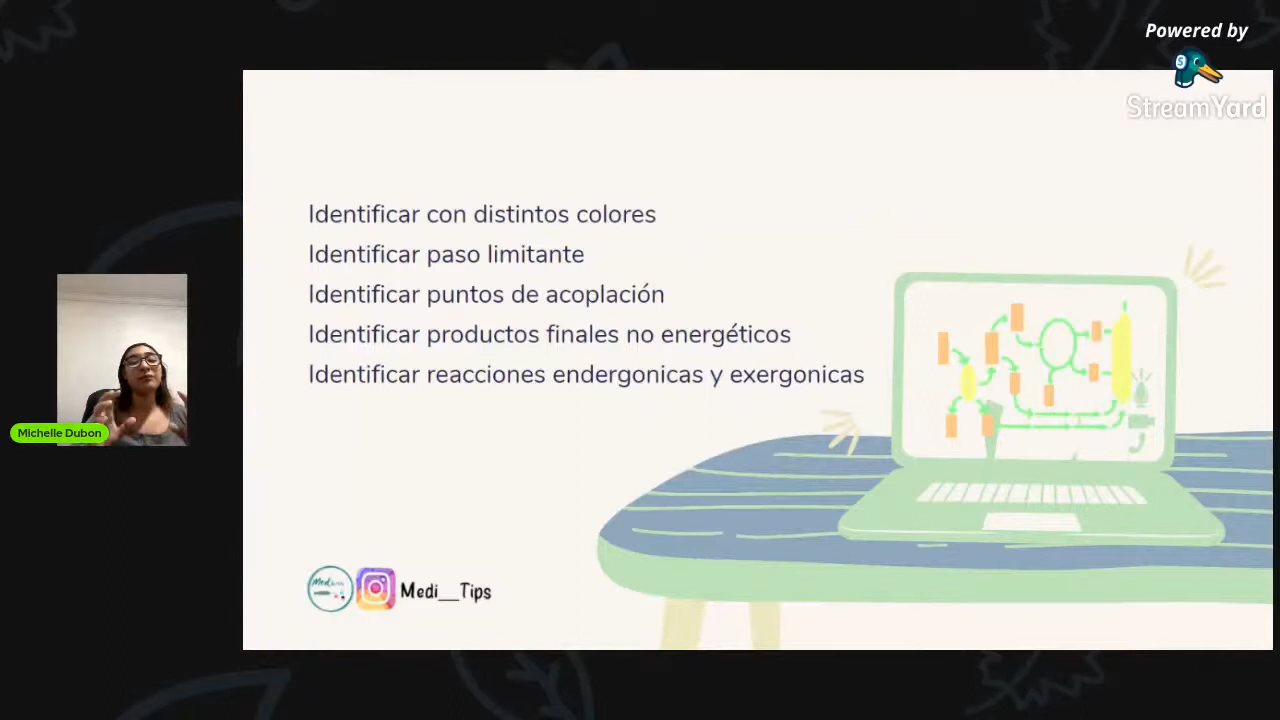 Powered by
StreamYard
Identificar con distintos colores
Identificar paso limitante
Identificar puntos de acoplación
Identificar productos finales no energéticos
Identificar reacciones endergonicas y exergonicas
Michelle Dubon
Medi__Tips